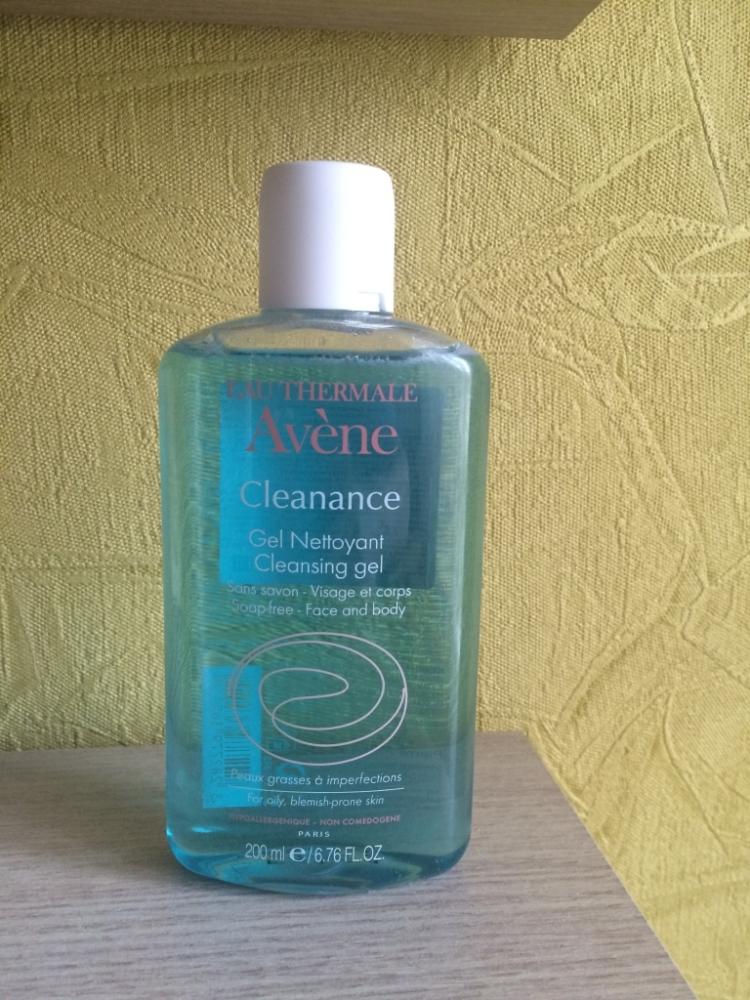 EAU THERMALE
Avène
Cleanance
Gel Nettoyant
Cleansing gel
Sans savon - Visage et corps
Soap-free - Face and body
Peaux grasses à imperfections
For oily, blemish-prone skin
HYPOALLERGÉNIQUE - NON COMEDOGENE
PARIS
200 ml e/6.76 FL.OZ.